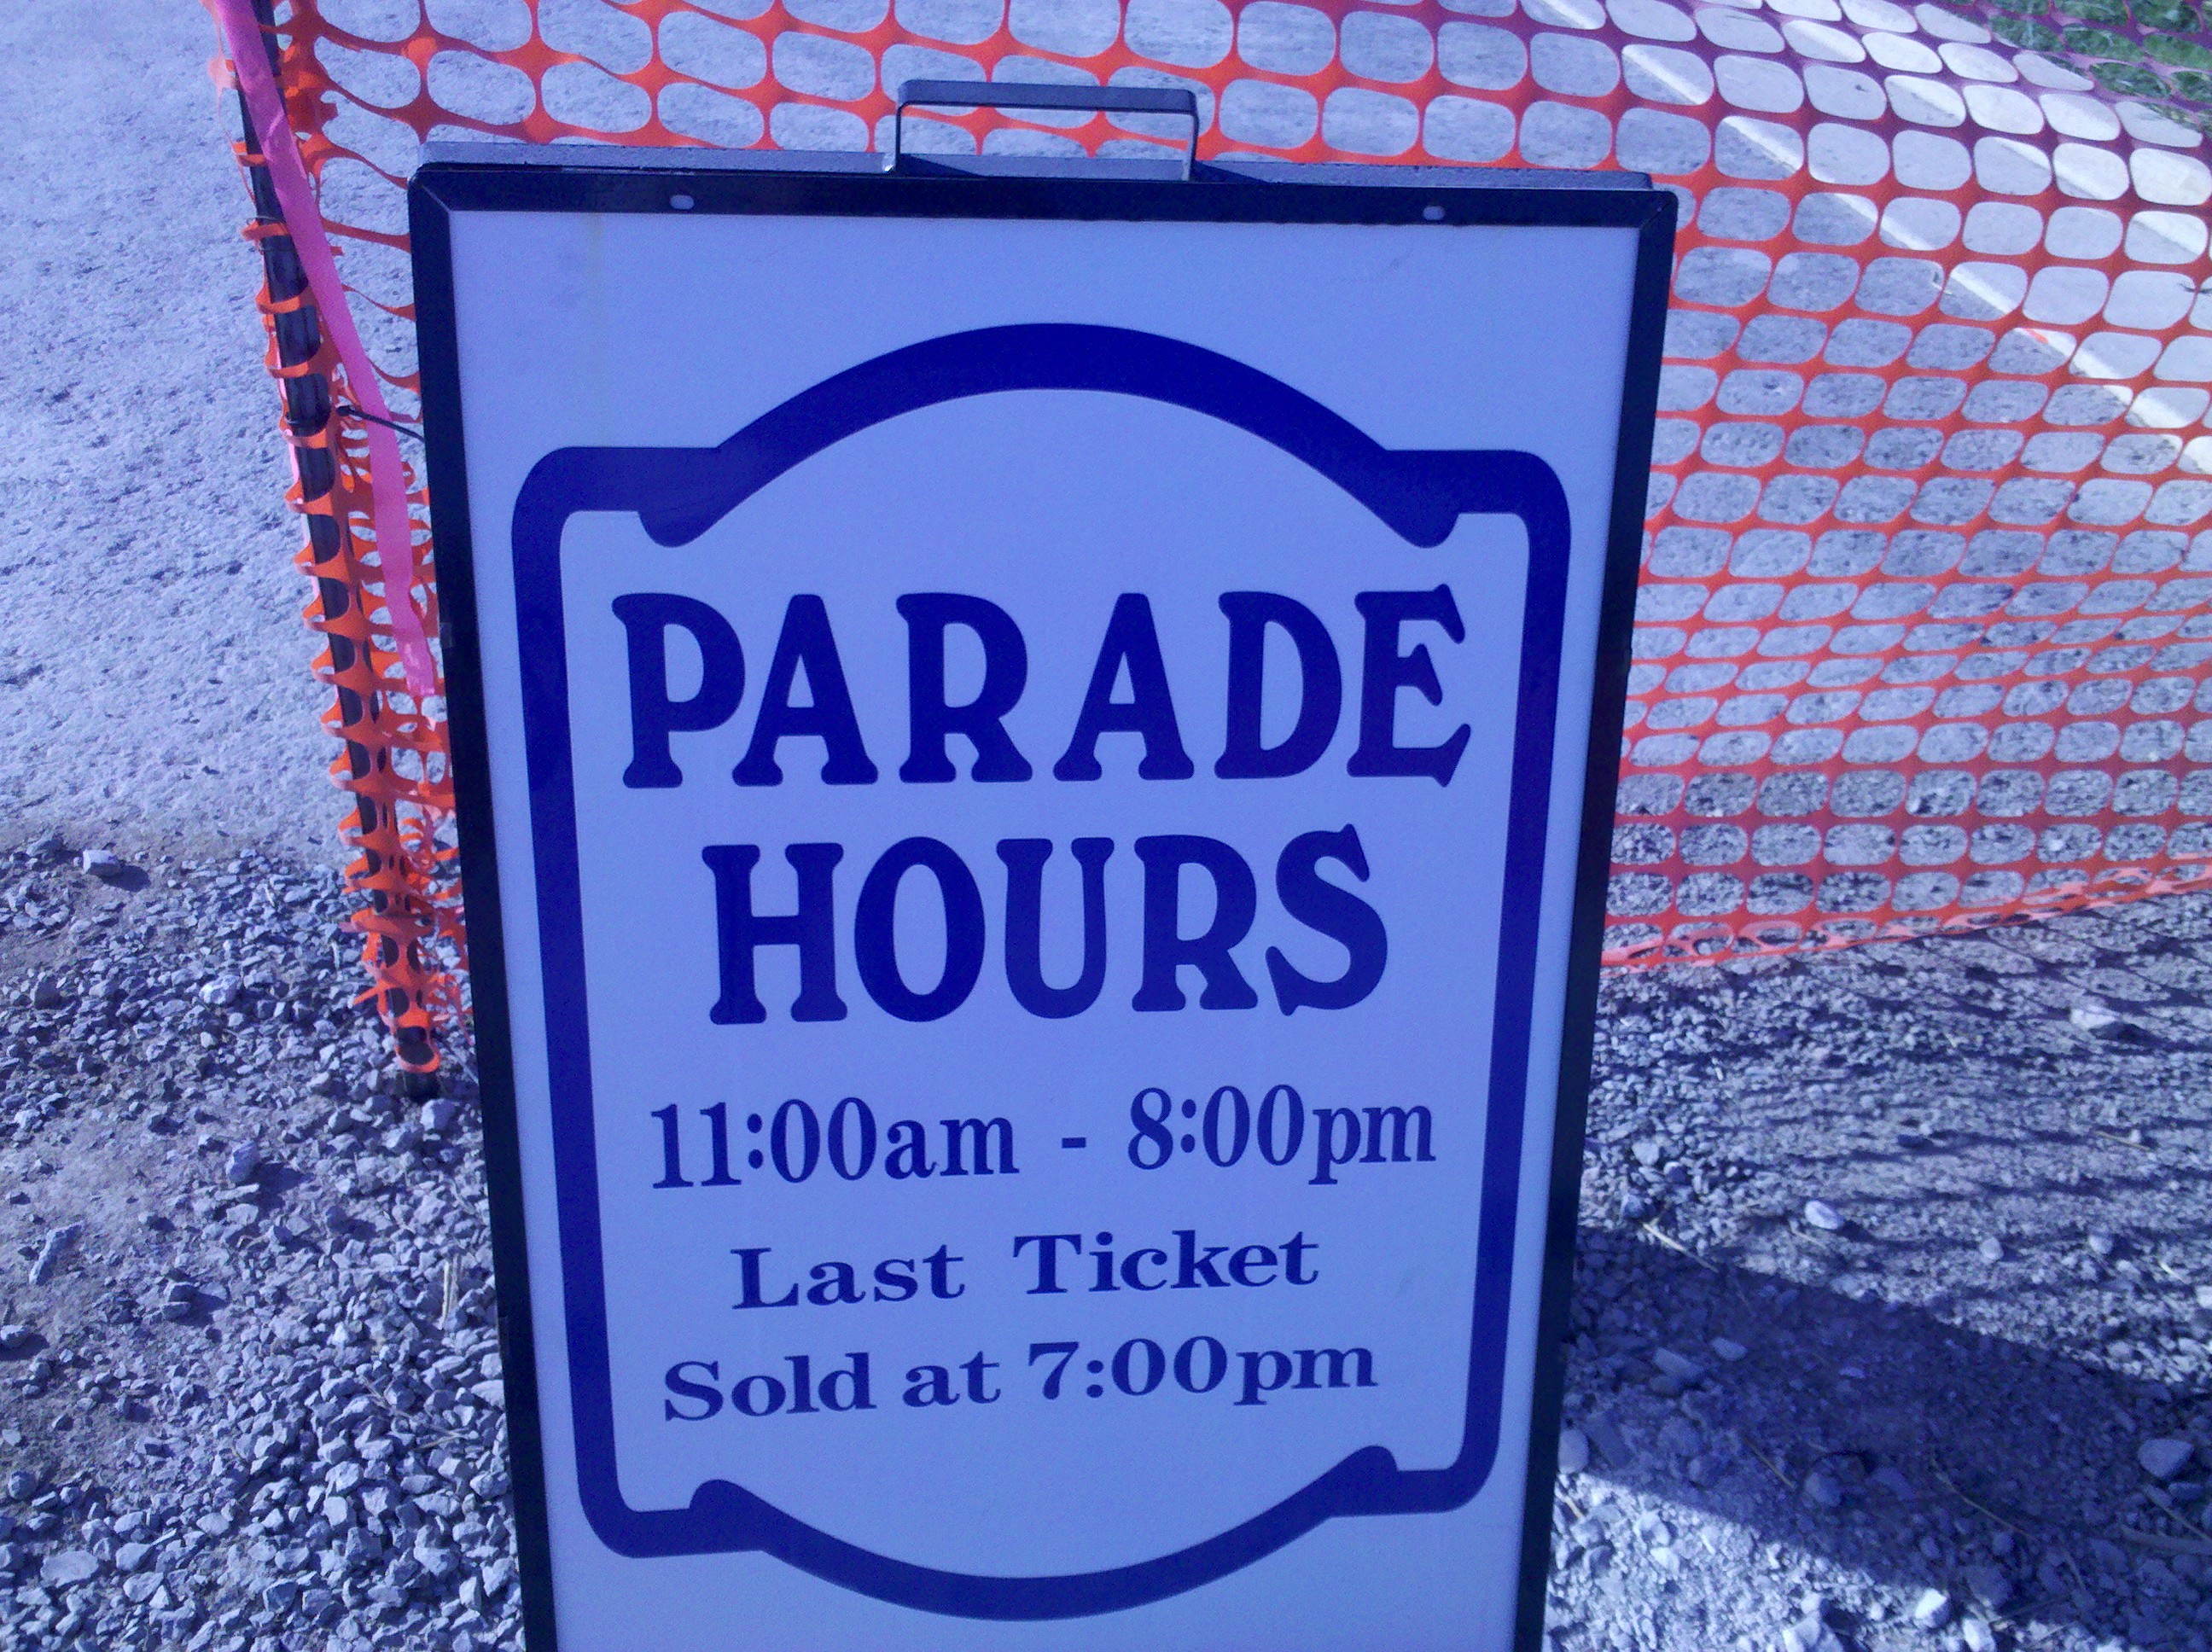 PARADE
HOURS
11:00am - 8:00pm
Last Ticket
Sold at 7:00pm